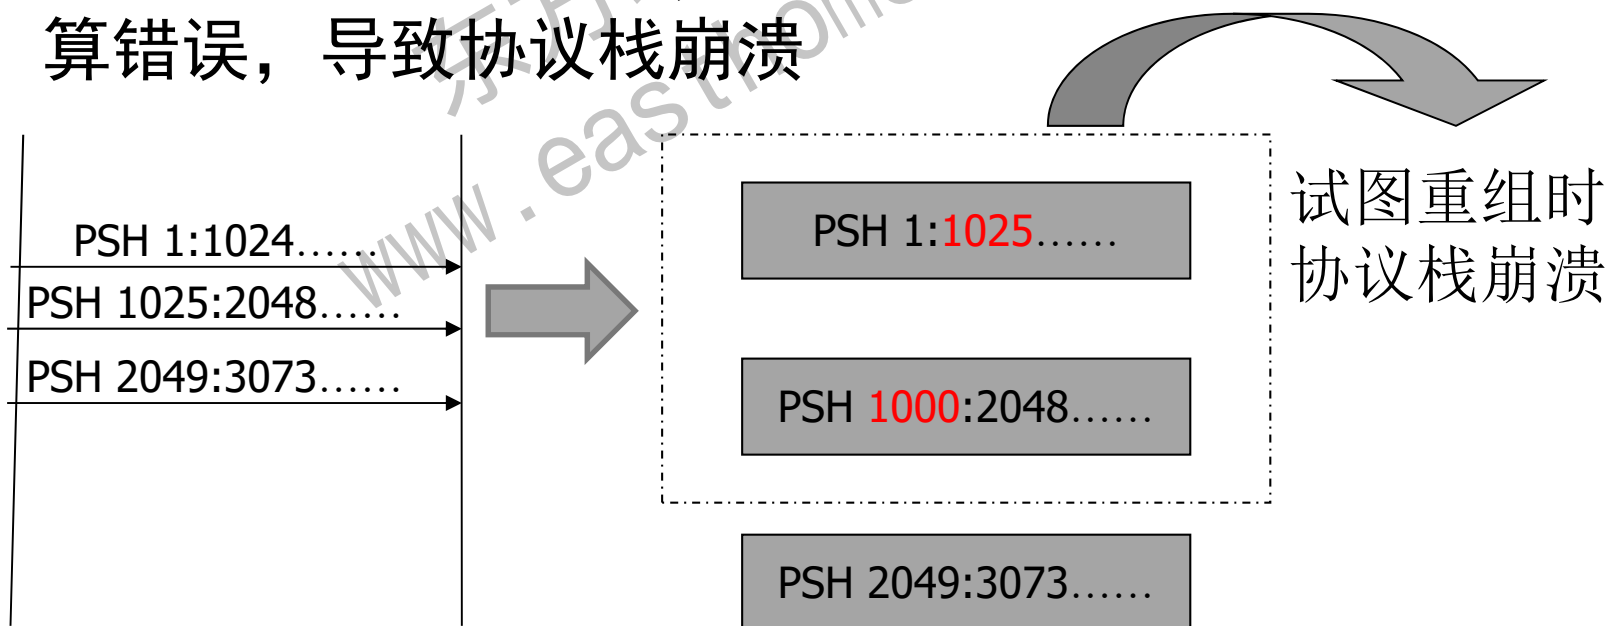 算错误，导致协议栈崩溃
www.easthome
PSH 1:1024……
PSH 1025:2048……
PSH 2049:3073……
PSH 1:1025……
PSH 1000:2048……
PSH 2049:3073……
试图重组时
协议栈崩溃